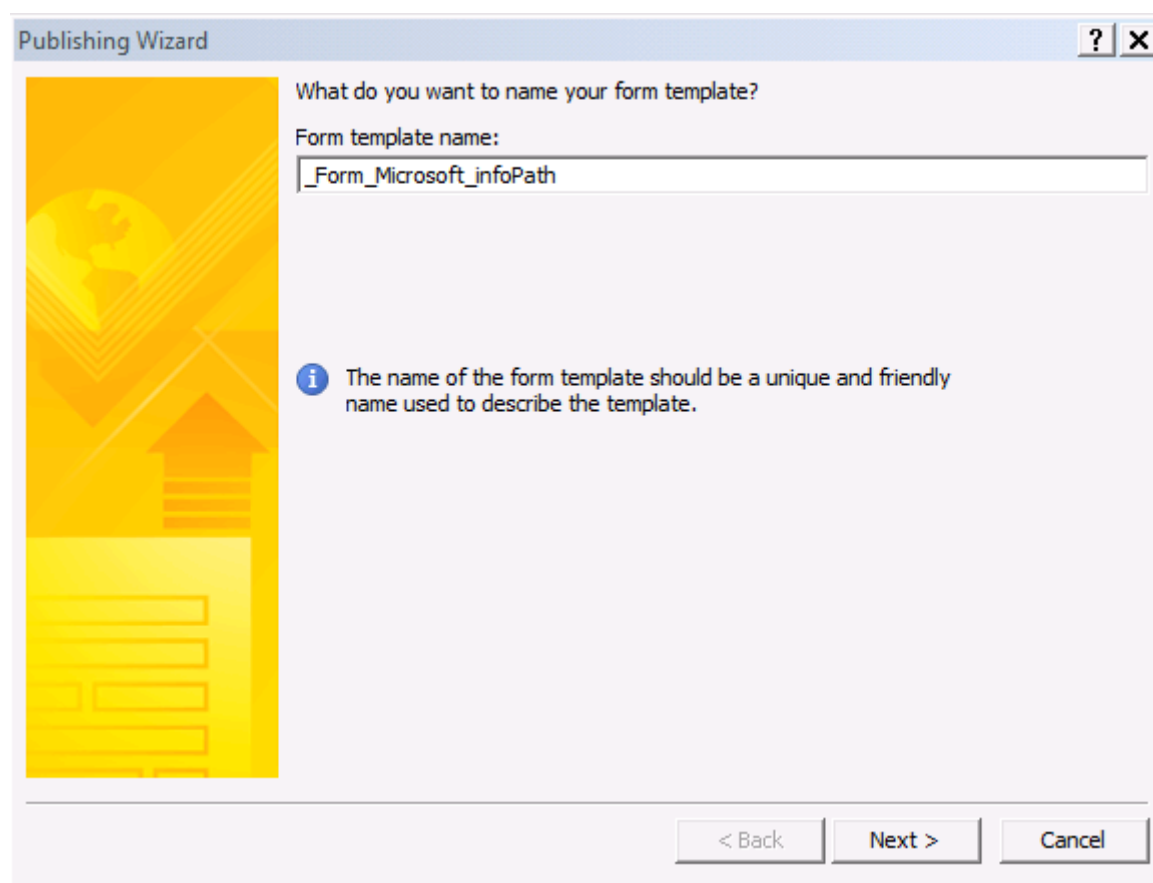 Publishing Wizard
? X
What do you want to name your form template?
Form template name:
_Form_Microsoft_infoPath
i
The name of the form template should be a unique and friendly
name used to describe the template.
< Back
Next >
Cancel